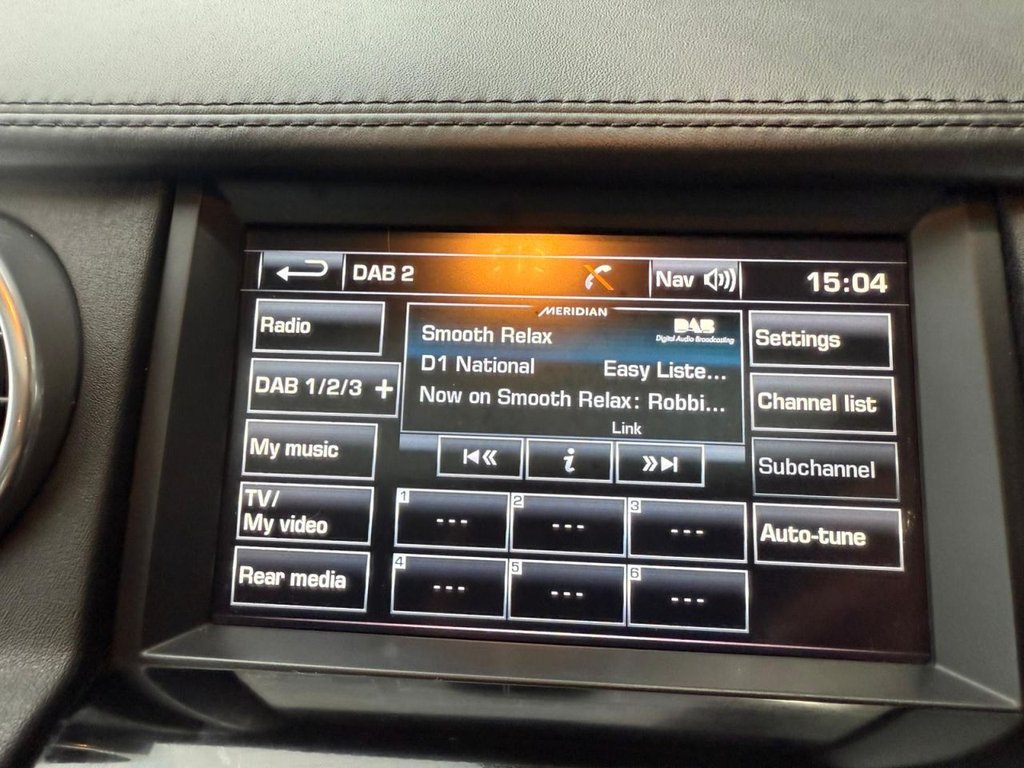 DAB 2
Nav
15:04
Radio
DAB 1/2/3 +
My music
TV/
My video
Rear media
MERIDIAN
Smooth Relax
DAB
Digital Audio Broadcasting
D1 National
Easy Liste...
Now on Smooth Relax: Robbi...
Link
i
1 ---
2 ---
3 ---
4 ---
5 ---
6 ---
Settings
Channel list
Subchannel
Auto-tune